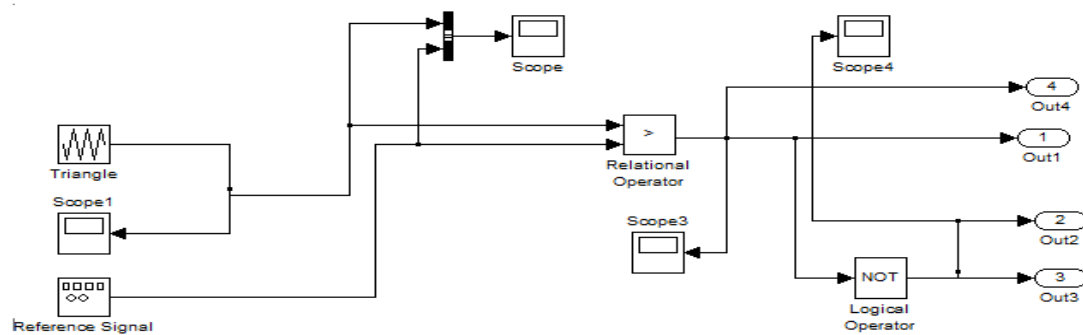 Scope
Scope4
4
Out4
Triangle
>
Relational
Operator
1
Out1
Scope1
Scope3
2
Out2
NOT
Logical
Operator
3
Out3
Reference Signal